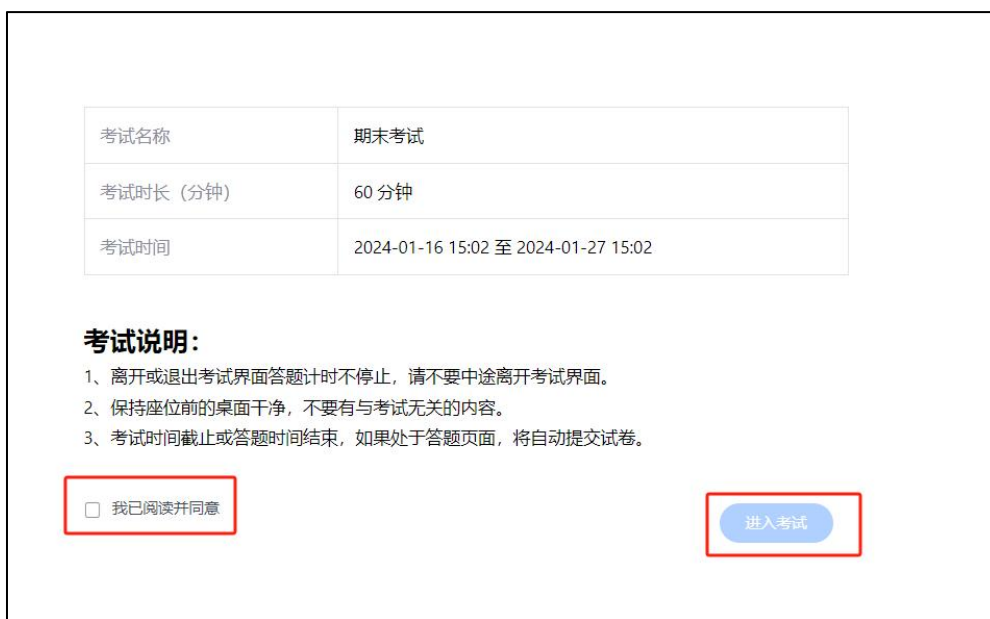 考试名称 期末考试
考试时长（分钟） 60 分钟
考试时间 2024-01-16 15:02 至 2024-01-27 15:02
考试说明：
1、离开或退出考试界面答题计时不停止，请不要中途离开考试界面。
2、保持座位前的桌面干净，不要有与考试无关的内容。
3、考试时间截止或答题时间结束，如果处于答题页面，将自动提交试卷。
我已阅读并同意
进入考试